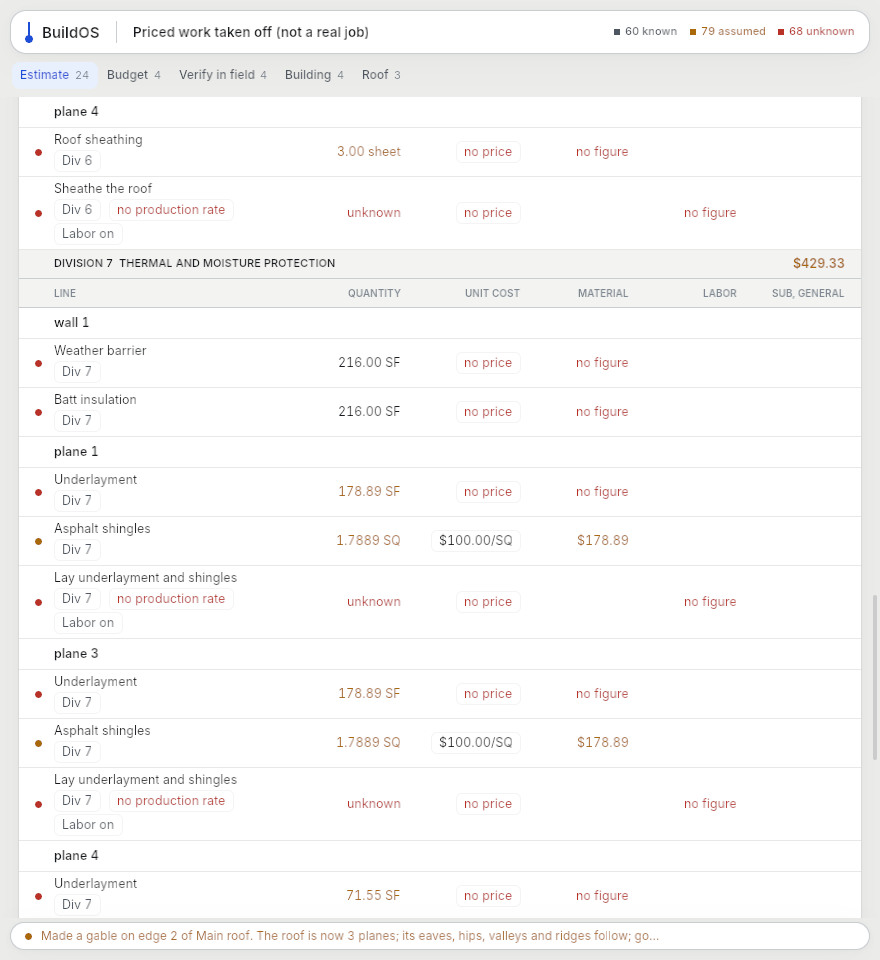 BuildOS Priced work taken off (not a real job) 60 known 79 assumed 68 unknown
Estimate 24 Budget 4 Verify in field 4 Building 4 Roof 3
plane 4
Roof sheathing
Div 6
3.00 sheet no price no figure
Sheathe the roof
Div 6 no production rate
Labor on
unknown no price no figure
DIVISION 7 THERMAL AND MOISTURE PROTECTION $429.33
LINE QUANTITY UNIT COST MATERIAL LABOR SUB, GENERAL
wall 1
Weather barrier
Div 7
216.00 SF no price no figure
Batt insulation
Div 7
216.00 SF no price no figure
plane 1
Underlayment
Div 7
178.89 SF no price no figure
Asphalt shingles
Div 7
1.7889 SQ $100.00/SQ $178.89
Lay underlayment and shingles
Div 7 no production rate
Labor on
unknown no price no figure
plane 3
Underlayment
Div 7
178.89 SF no price no figure
Asphalt shingles
Div 7
1.7889 SQ $100.00/SQ $178.89
Lay underlayment and shingles
Div 7 no production rate
Labor on
unknown no price no figure
plane 4
Underlayment
Div 7
71.55 SF no price no figure
Made a gable on edge 2 of Main roof. The roof is now 3 planes; its eaves, hips, valleys and ridges follow; go...